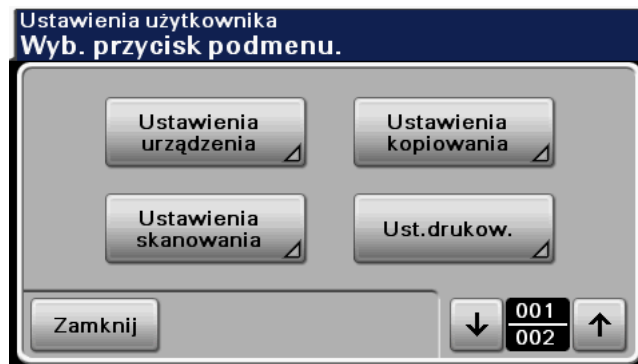 Ustawienia użytkownika
Wyb. przycisk podmenu.
Ustawienia
urządzenia
Ustawienia
kopiowania
Ustawienia
skanowania
Ust.drukow.
Zamknij
001
002